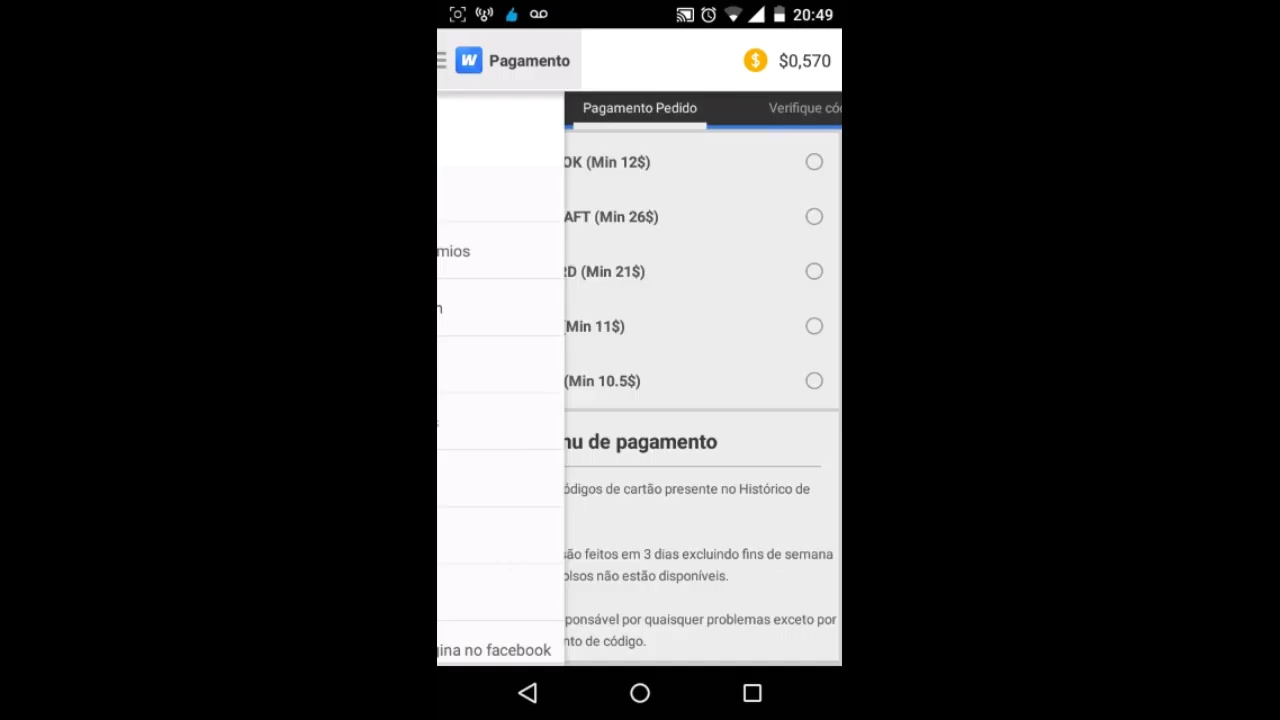 20:49
W Pagamento
$ $0,570
Pagamento Pedido
Verifique có
OK (Min 12$)
AFT (Min 26$)
mios
RD (Min 21$)
n
(Min 11$)
(Min 10.5$)
nu de pagamento
ódigos de cartão presente no Histórico de
são feitos em 3 dias excluindo fins de semana
olsos não estão disponíveis.
ponsável por quaisquer problemas exceto por
nto de código.
gina no facebook